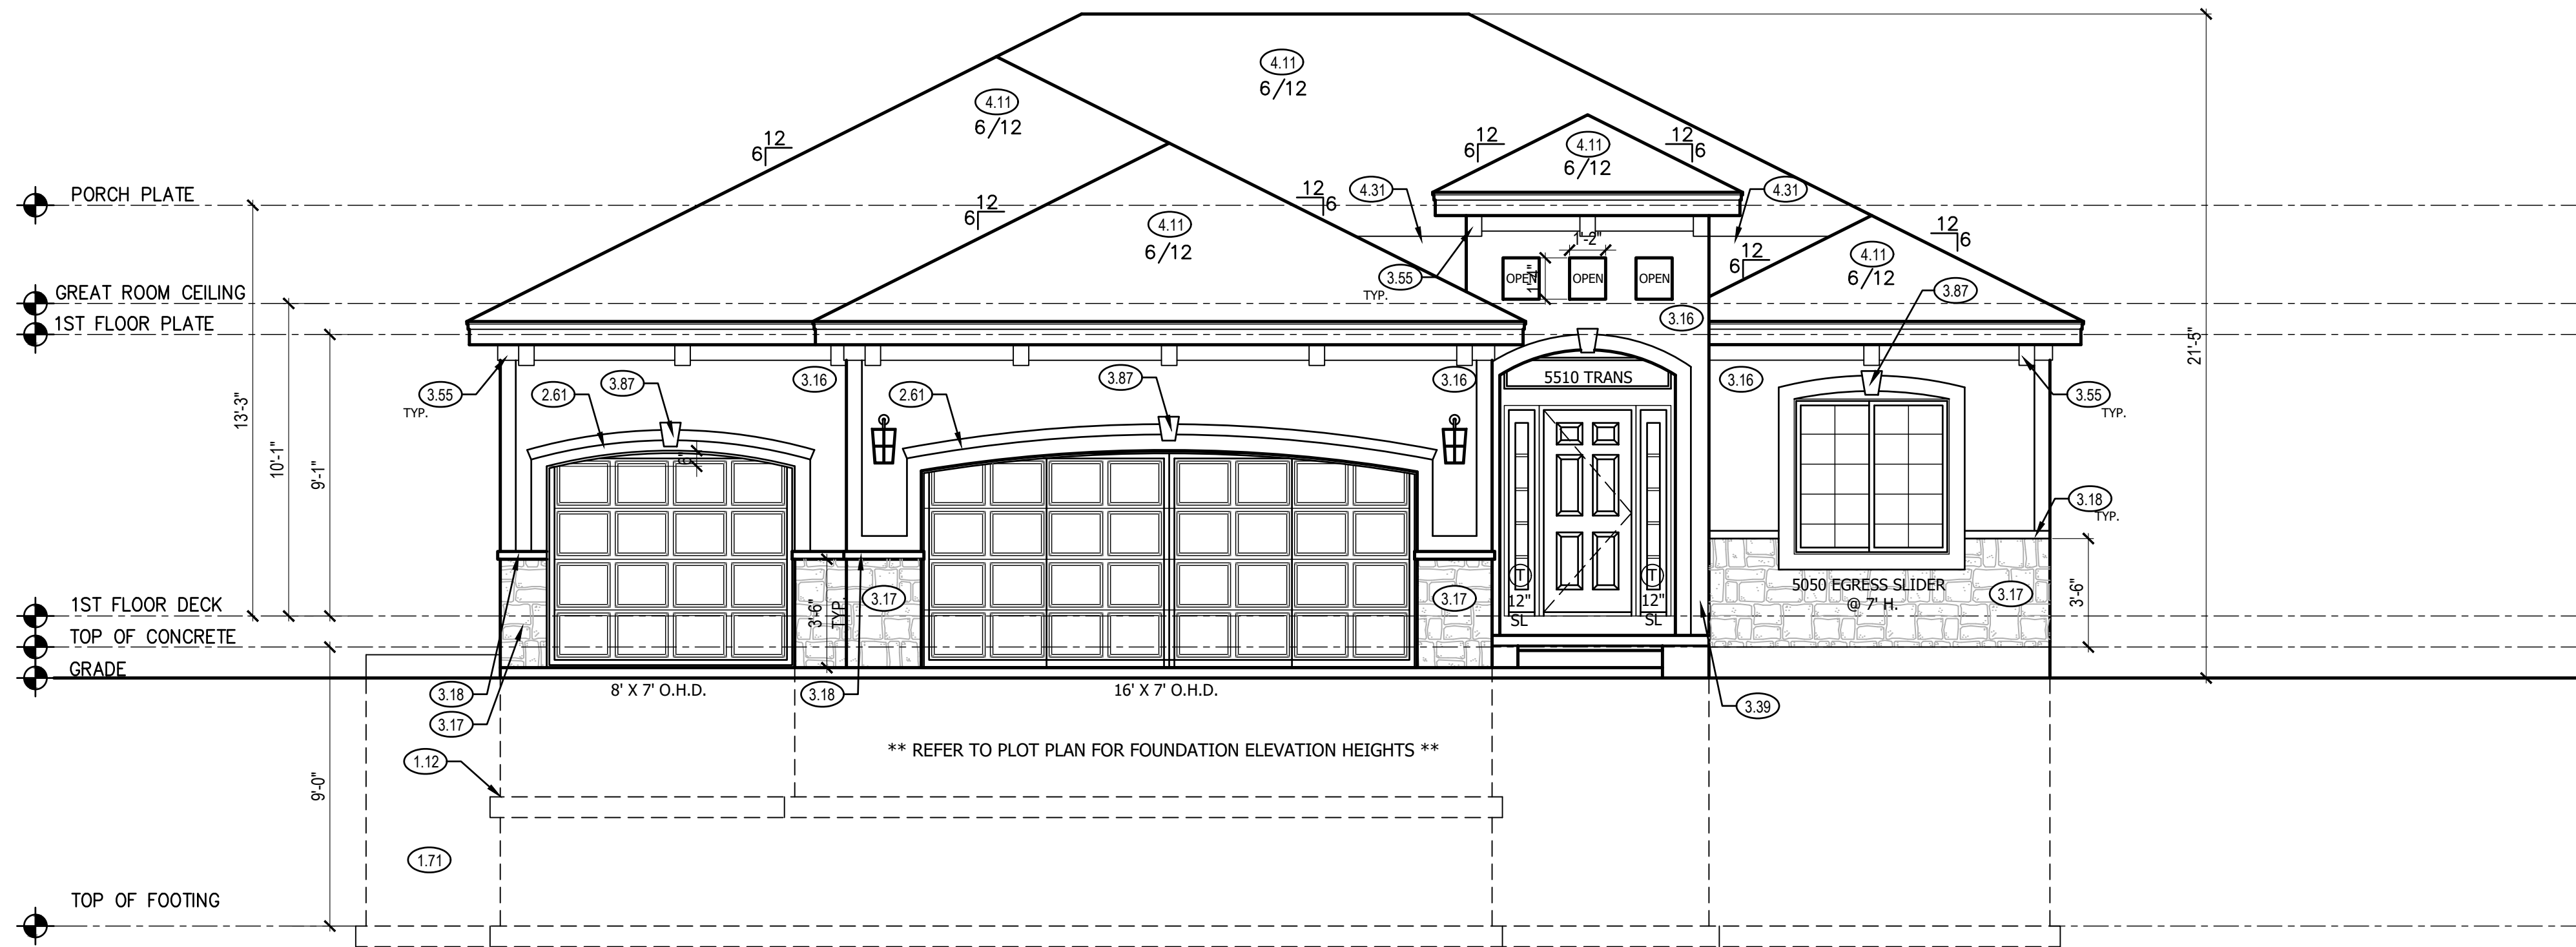 4.11
6/12
4.11
6/12
12
6
12
6
12
6
4.11
6/12
PORCH PLATE
4.31
4.31
12
6
12
6
4.11
6/12
12
6
12
6
4.11
6/12
1'-2"
1'-4"
OPEN
OPEN
OPEN
3.55
TYP.
3.87
GREAT ROOM CEILING
1ST FLOOR PLATE
3.16
21'-5"
13'-3"
10'-1"
9'-1"
3.55
TYP.
2.61
3.87
3.16
2.61
3.87
3.16
5510 TRANS
3.16
3.55
TYP.
6"
3.18
TYP.
3'-6"
TYP.
3.17
3.17
T
12"
SL
T
12"
SL
5050 EGRESS SLIDER
@ 7' H.
3.17
3'-6"
1ST FLOOR DECK
TOP OF CONCRETE
GRADE
3.18
3.17
8' X 7' O.H.D.
3.18
16' X 7' O.H.D.
3.39
** REFER TO PLOT PLAN FOR FOUNDATION ELEVATION HEIGHTS **
1.12
9'-0"
1.71
TOP OF FOOTING